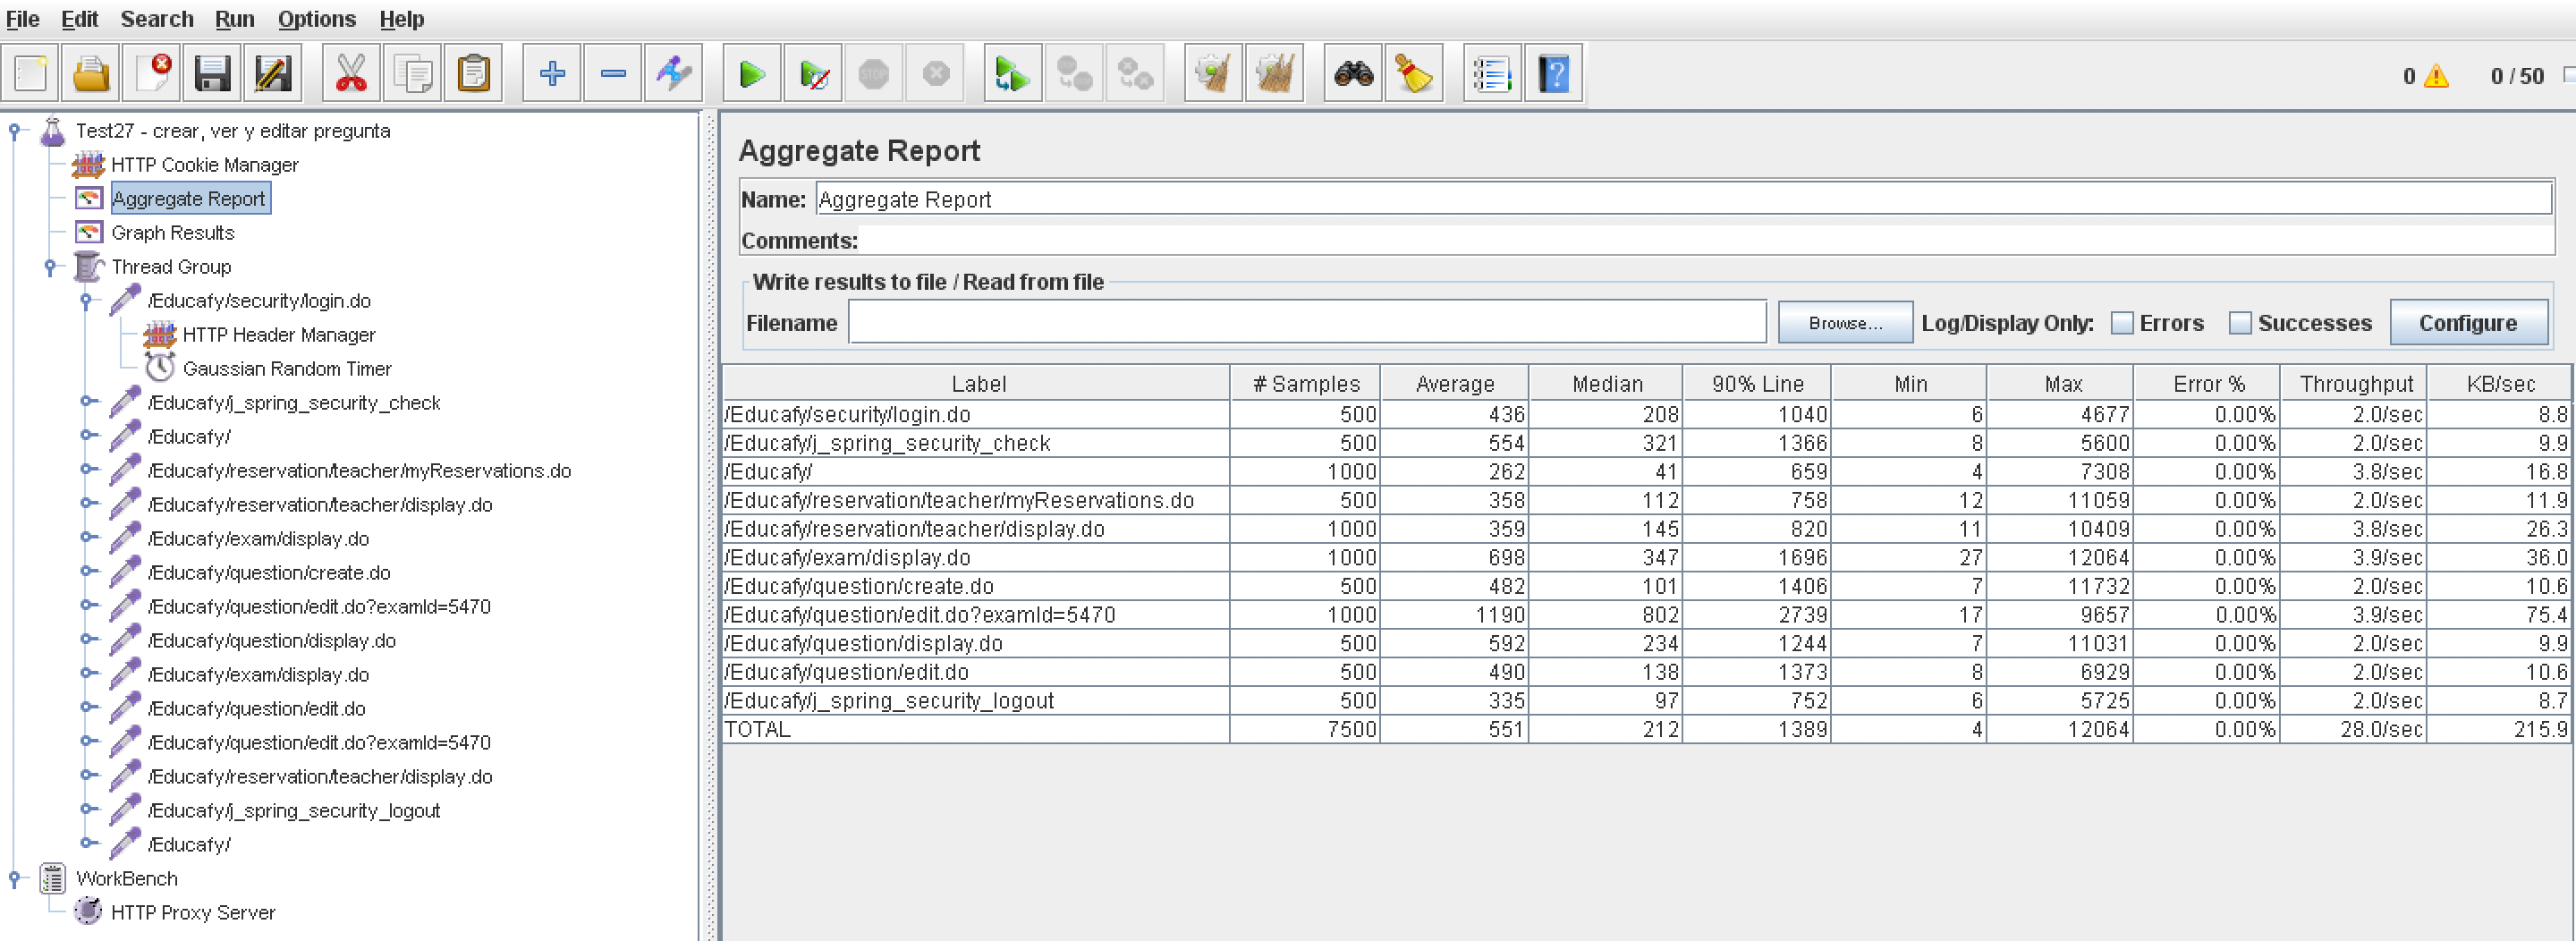 File Edit Search Run Options Help
STOP
0 0 / 50
Test27 - crear, ver y editar pregunta
HTTP Cookie Manager
Aggregate Report
Graph Results
Thread Group
/Educafy/security/login.do
HTTP Header Manager
Gaussian Random Timer
/Educafy/j_spring_security_check
/Educafy/
/Educafy/reservation/teacher/myReservations.do
/Educafy/reservation/teacher/display.do
/Educafy/exam/display.do
/Educafy/question/create.do
/Educafy/question/edit.do?examId=5470
/Educafy/question/display.do
/Educafy/exam/display.do
/Educafy/question/edit.do
/Educafy/question/edit.do?examId=5470
/Educafy/reservation/teacher/display.do
/Educafy/j_spring_security_logout
/Educafy/
WorkBench
HTTP Proxy Server
Aggregate Report
Name: Aggregate Report
Comments:
Write results to file / Read from file
Filename Browse... Log/Display Only: Errors Successes Configure
Label # Samples Average Median 90% Line Min Max Error % Throughput KB/sec
/Educafy/security/login.do 500 436 208 1040 6 4677 0.00% 2.0/sec 8.8
/Educafy/j_spring_security_check 500 554 321 1366 8 5600 0.00% 2.0/sec 9.9
/Educafy/ 1000 262 41 659 4 7308 0.00% 3.8/sec 16.8
/Educafy/reservation/teacher/myReservations.do 500 358 112 758 12 11059 0.00% 2.0/sec 11.9
/Educafy/reservation/teacher/display.do 1000 359 145 820 11 10409 0.00% 3.8/sec 26.3
/Educafy/exam/display.do 1000 698 347 1696 27 12064 0.00% 3.9/sec 36.0
/Educafy/question/create.do 500 482 101 1406 7 11732 0.00% 2.0/sec 10.6
/Educafy/question/edit.do?examId=5470 1000 1190 802 2739 17 9657 0.00% 3.9/sec 75.4
/Educafy/question/display.do 500 592 234 1244 7 11031 0.00% 2.0/sec 9.9
/Educafy/question/edit.do 500 490 138 1373 8 6929 0.00% 2.0/sec 10.6
/Educafy/j_spring_security_logout 500 335 97 752 6 5725 0.00% 2.0/sec 8.7
TOTAL 7500 551 212 1389 4 12064 0.00% 28.0/sec 215.9